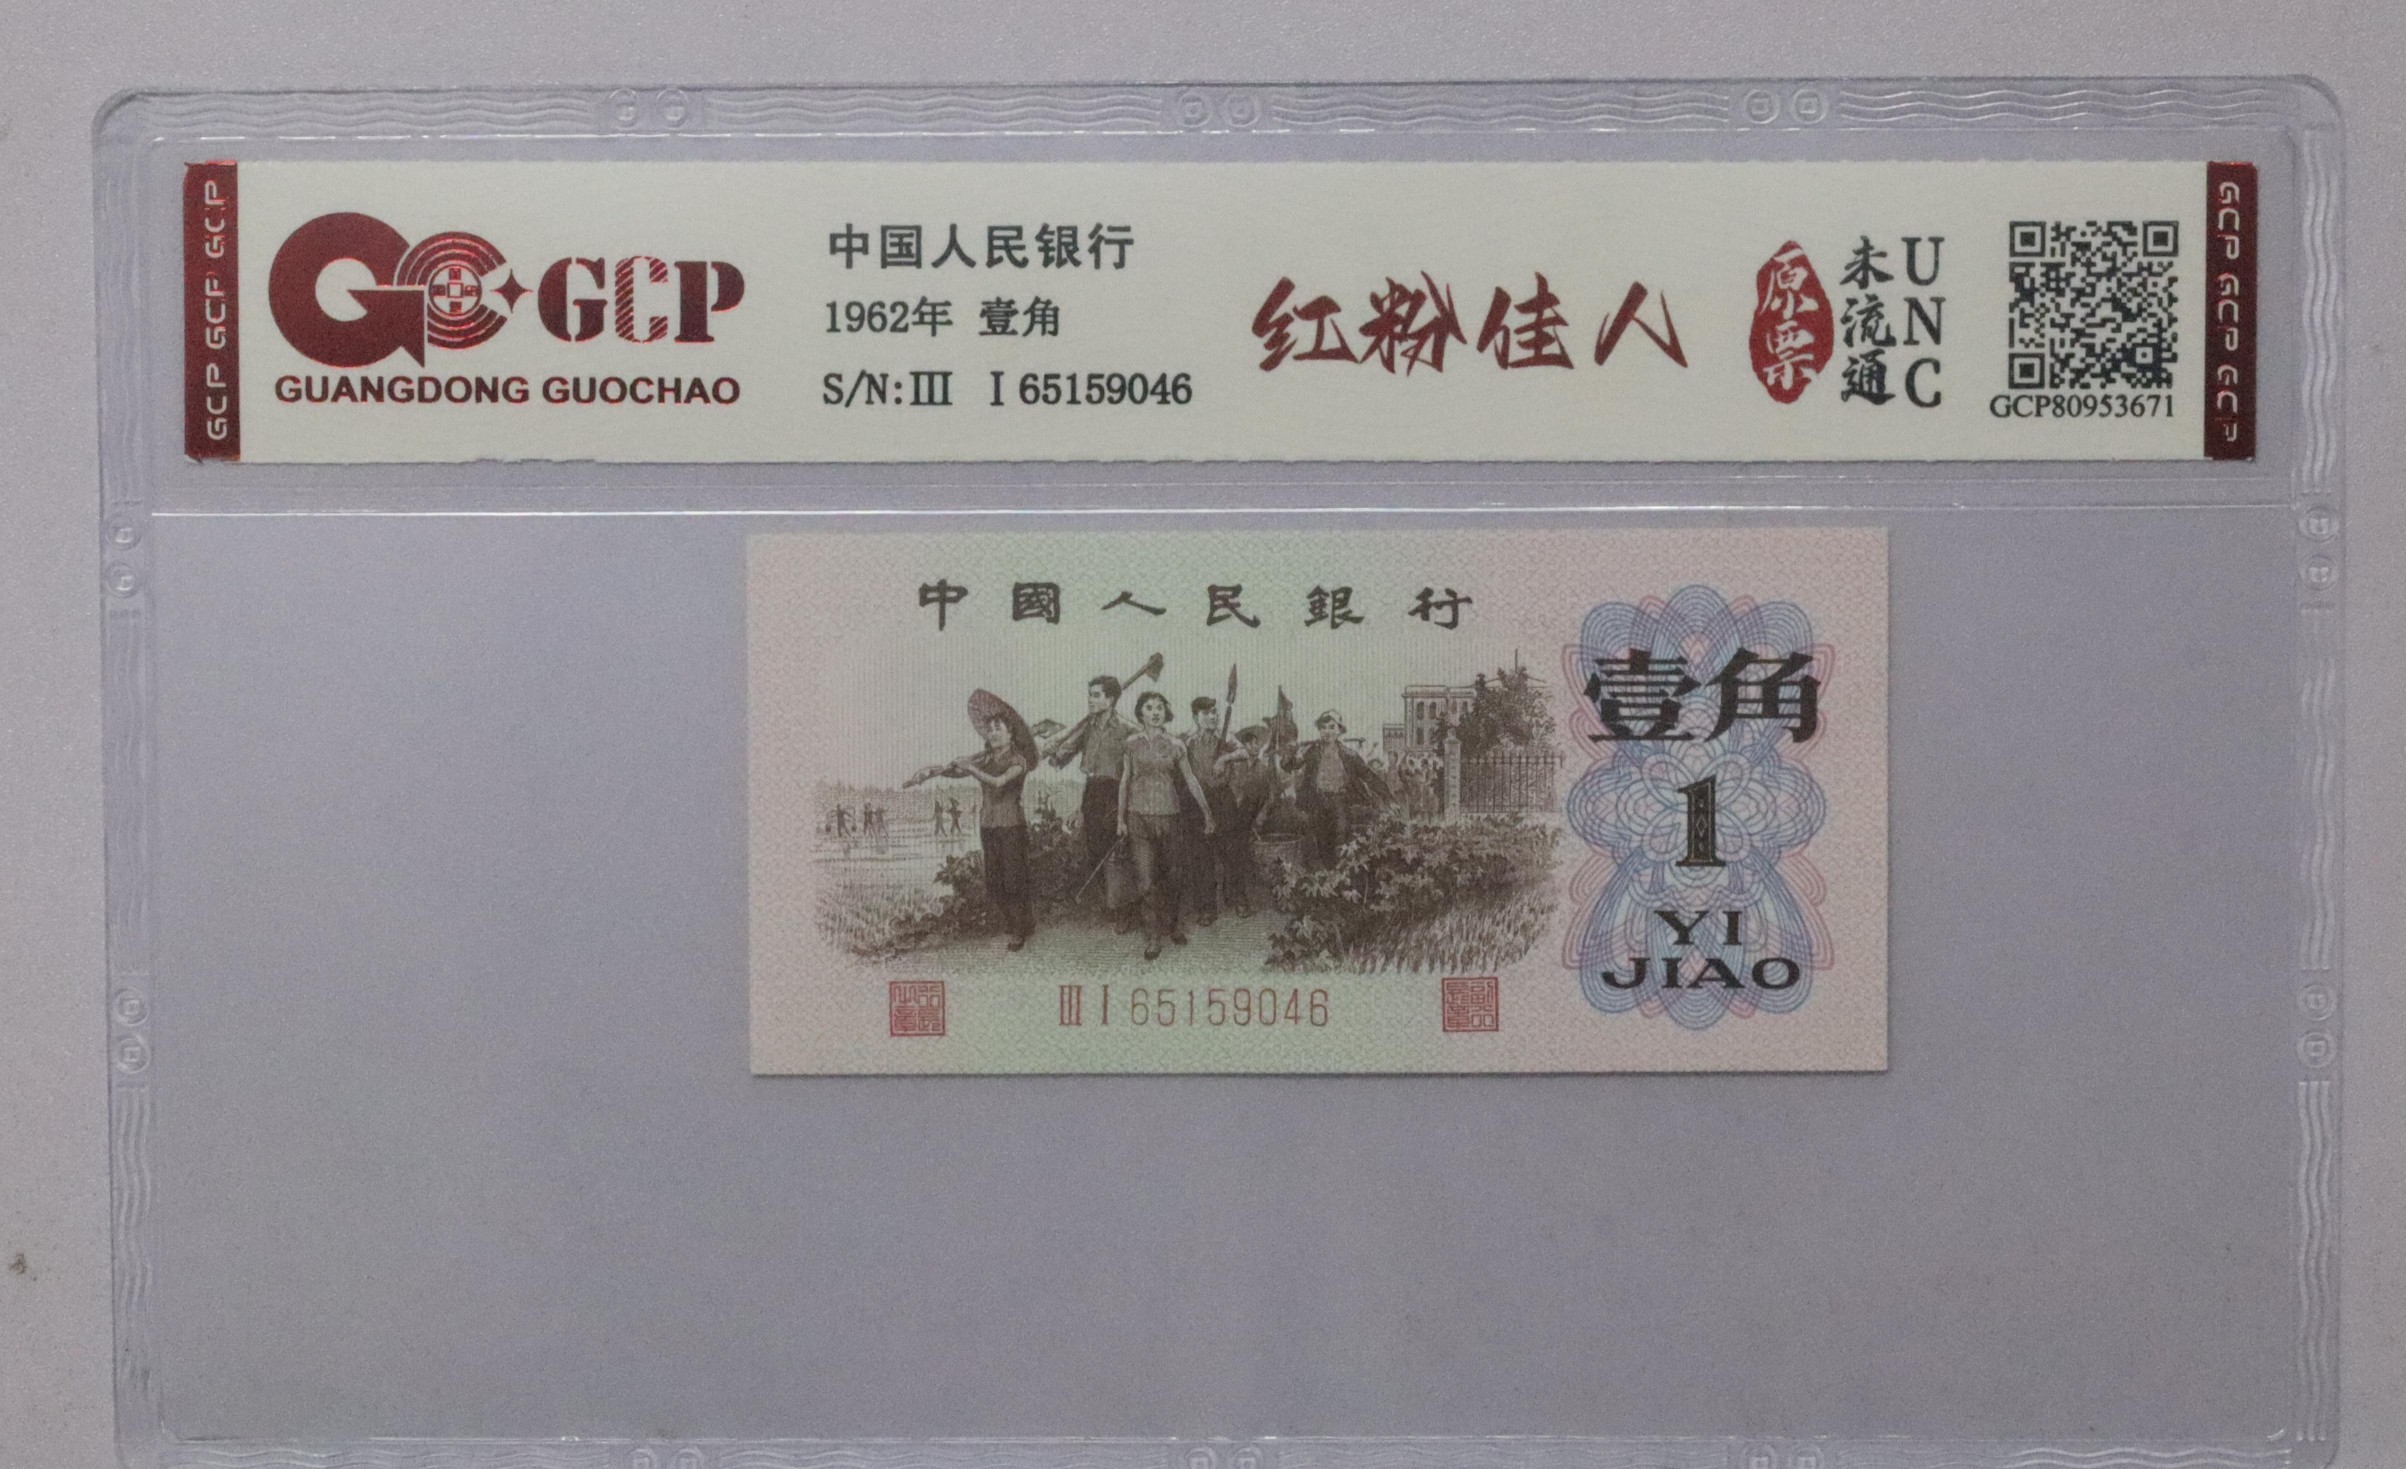 GCP GCP GCP
GCP
GUANGDONG GUOCHAO
中国人民银行
1962年 壹角
S/N:Ⅲ Ⅰ 65159046
红粉佳人
原票
未流通
UNC
GCP80953671
GCP GCP GCP
中國人民銀行
壹角
1
YI
JIAO
Ⅲ Ⅰ 65159046